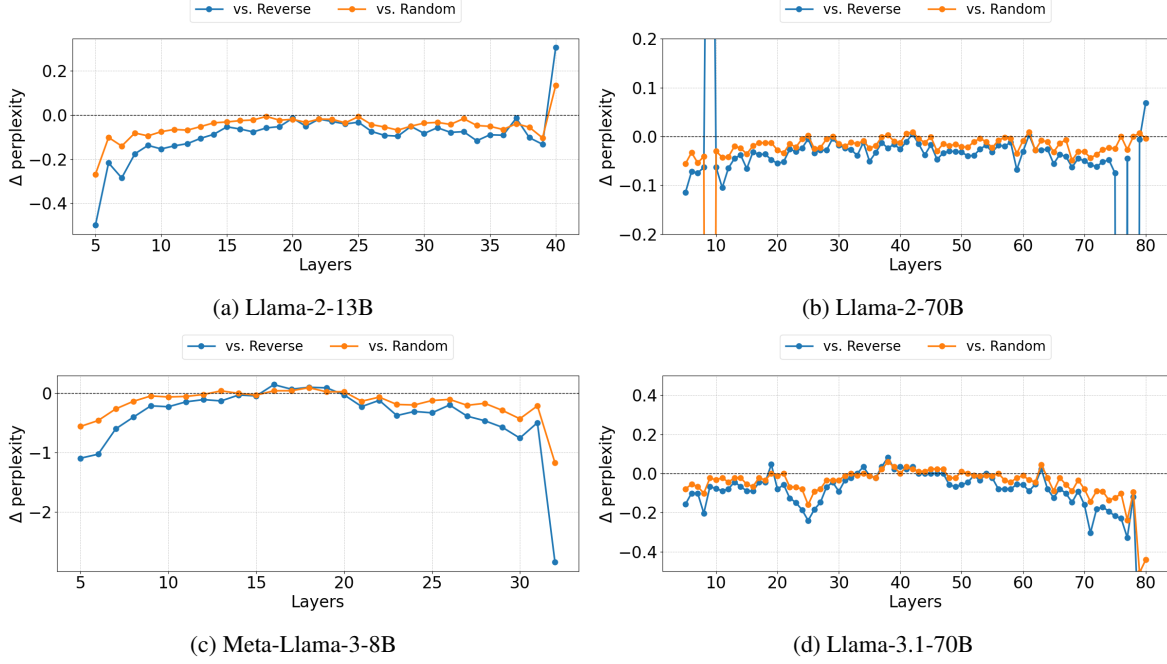 vs. Reverse vs. Random
vs. Reverse vs. Random
Δ perplexity
0.2
0.0
−0.2
−0.4
5 10 15 20 25 30 35 40
Layers
(a) Llama-2-13B
Δ perplexity
0.2
0.1
0.0
−0.1
−0.2
10 20 30 40 50 60 70 80
Layers
(b) Llama-2-70B
vs. Reverse vs. Random
vs. Reverse vs. Random
Δ perplexity
0
−1
−2
5 10 15 20 25 30
Layers
(c) Meta-Llama-3-8B
Δ perplexity
0.4
0.2
0.0
−0.2
−0.4
10 20 30 40 50 60 70 80
Layers
(d) Llama-3.1-70B